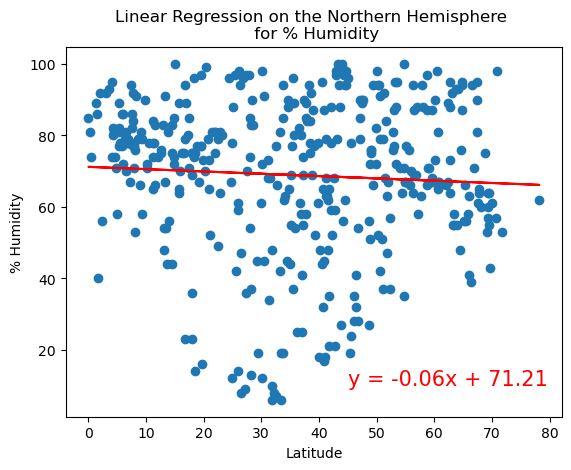 Linear Regression on the Northern Hemisphere
for % Humidity
100
80
60
40
20
% Humidity
y = -0.06x + 71.21
0 10 20 30 40 50 60 70 80
Latitude